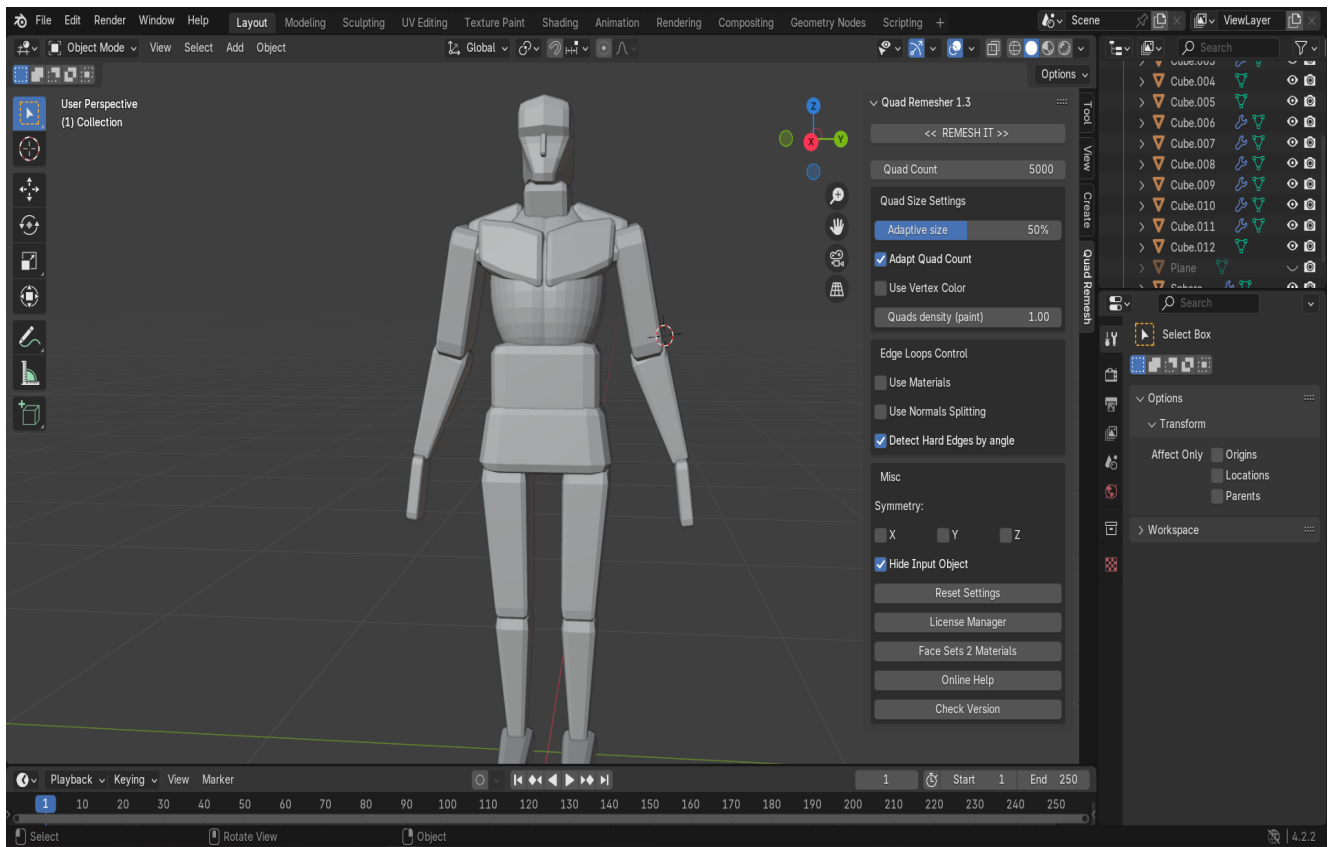 File Edit Render Window Help Layout Modeling Sculpting UV Editing Texture Paint Shading Animation Rendering Compositing Geometry Nodes Scripting + Scene ViewLayer
Object Mode View Select Add Object Global Search
Options
User Perspective
(1) Collection
Z
Y
X
Quad Remesher 1.3
<< REMESH IT >>
Quad Count 5000
Quad Size Settings
Adaptive size 50%
Adapt Quad Count
Use Vertex Color
Quads density (paint) 1.00
Edge Loops Control
Use Materials
Use Normals Splitting
Detect Hard Edges by angle
Misc
Symmetry:
X Y Z
Hide Input Object
Reset Settings
License Manager
Face Sets 2 Materials
Online Help
Check Version
Tool
View
Create
Quad Remesh
Cube.003
Cube.004
Cube.005
Cube.006
Cube.007
Cube.008
Cube.009
Cube.010
Cube.011
Cube.012
Plane
Sphere
Search
Select Box
Options
Transform
Affect Only Origins
Locations
Parents
Workspace
Playback Keying View Marker 1 Start 1 End 250
1 10 20 30 40 50 60 70 80 90 100 110 120 130 140 150 160 170 180 190 200 210 220 230 240 250
Select Rotate View Object 4.2.2